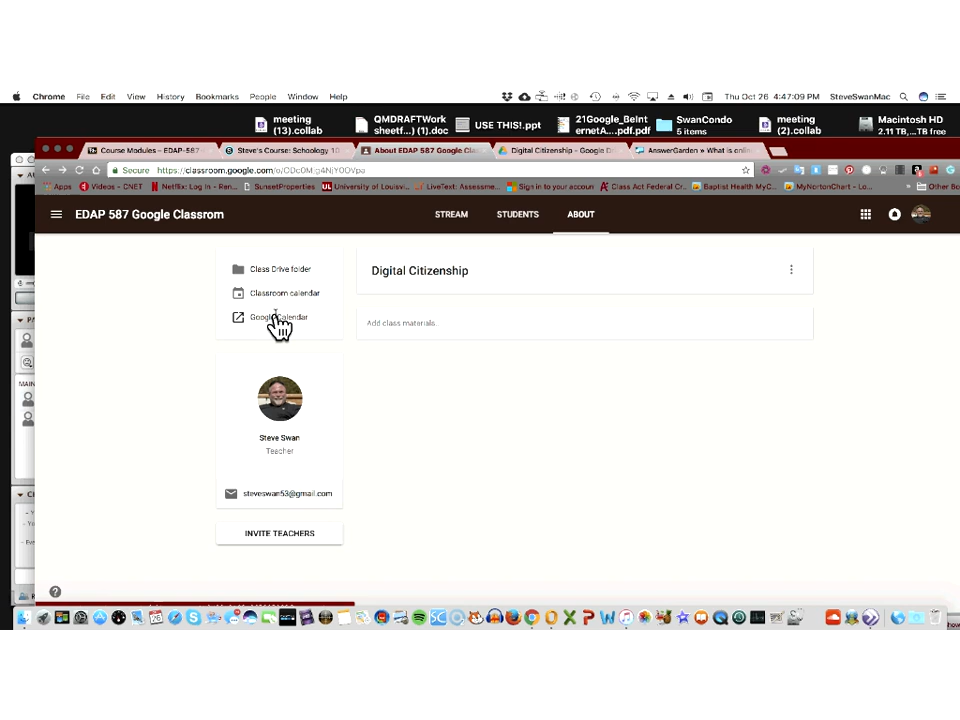 Chrome File Edit View History Bookmarks People Window Help Thu Oct 26 4:47:09 PM SteveSwanMac
meeting (13).collab
QMDRAFTWork sheetf...) (1).doc
USE THIS!.ppt
21Google_BeInt ernetA....pdf.pdf
SwanCondo 5 items
meeting (2).collab
Macintosh HD 2.11 TB,...TB free
Course Modules – EDAP-587
Steve's Course: Schoology 10
About EDAP 587 Google Clas
Digital Citizenship - Google D
AnswerGarden » What is onli
Secure https://classroom.google.com
Apps Videos - CNET Netflix: Log In - Ren... SunsetProperties University of Louisvi... LiveText: Assessme... Sign in to your accoun Class Act Federal Cr... Baptist Health MyC... MyNortonChart - Lo... » Other Bo
EDAP 587 Google Classrom
STREAM STUDENTS ABOUT
Class Drive folder
Classroom calendar
Google Calendar
Digital Citizenship
Add class materials.
Steve Swan
Teacher
steveswan53@gmail.com
INVITE TEACHERS
MAIN